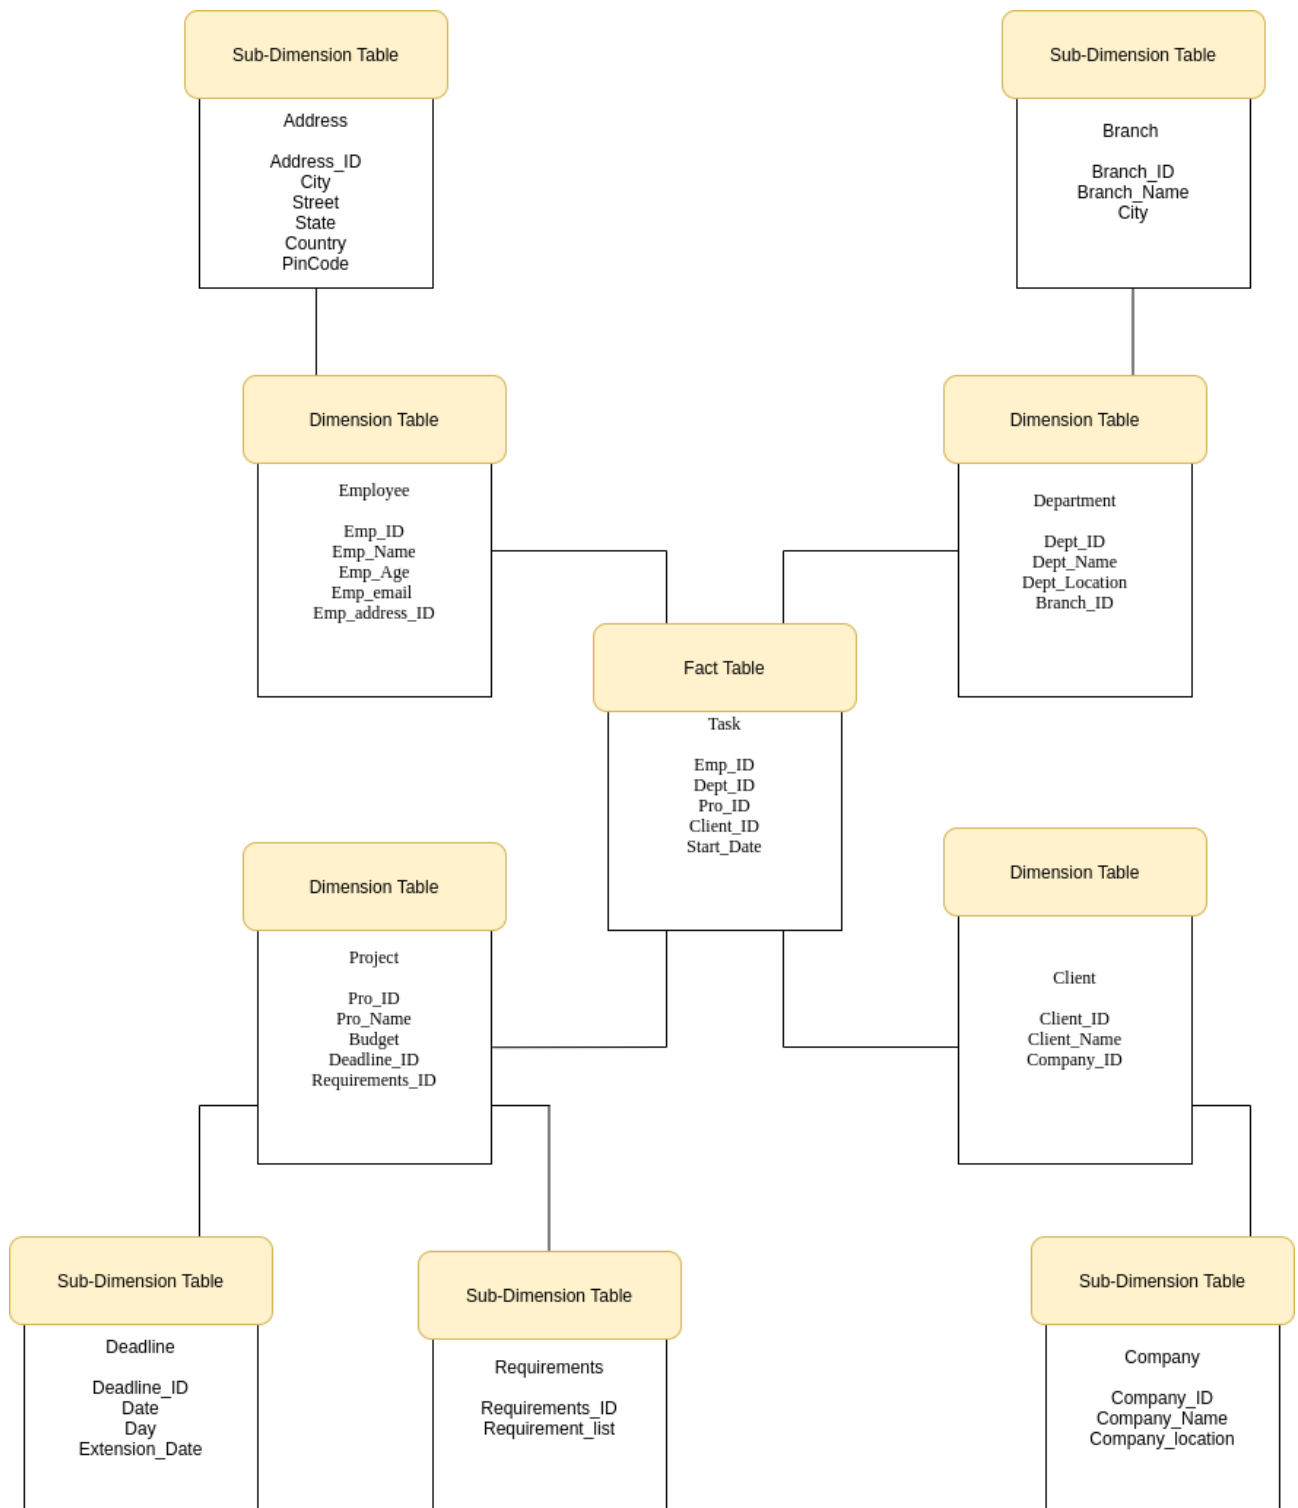 Sub-Dimension Table
Address
Address_ID
City
Street
State
Country
PinCode
Sub-Dimension Table
Branch
Branch_ID
Branch_Name
City
Dimension Table
Employee
Emp_ID
Emp_Name
Emp_Age
Emp_email
Emp_address_ID
Dimension Table
Department
Dept_ID
Dept_Name
Dept_Location
Branch_ID
Fact Table
Task
Emp_ID
Dept_ID
Pro_ID
Client_ID
Start_Date
Dimension Table
Project
Pro_ID
Pro_Name
Budget
Deadline_ID
Requirements_ID
Dimension Table
Client
Client_ID
Client_Name
Company_ID
Sub-Dimension Table
Deadline
Deadline_ID
Date
Day
Extension_Date
Sub-Dimension Table
Requirements
Requirements_ID
Requirement_list
Sub-Dimension Table
Company
Company_ID
Company_Name
Company_location